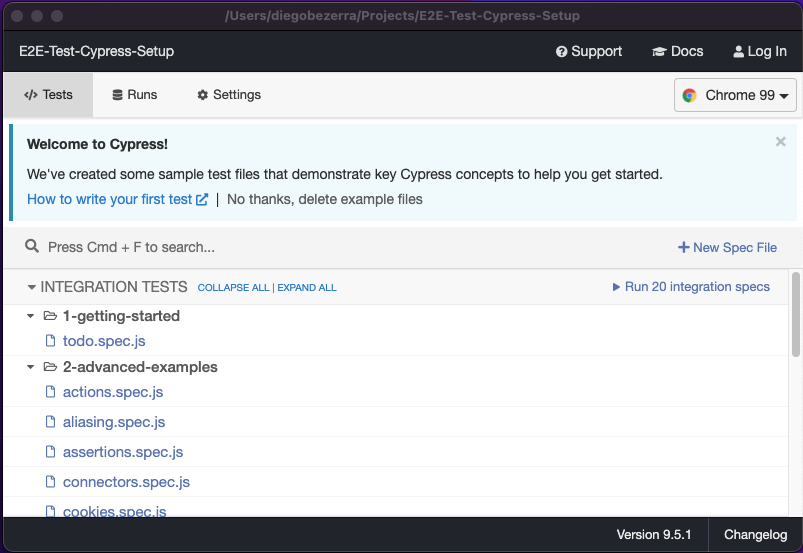 /Users/diegobezerra/Projects/E2E-Test-Cypress-Setup
E2E-Test-Cypress-Setup Support Docs Log In
Tests Runs Settings Chrome 99
Welcome to Cypress!
We've created some sample test files that demonstrate key Cypress concepts to help you get started.
How to write your first test | No thanks, delete example files
Press Cmd + F to search... New Spec File
INTEGRATION TESTS COLLAPSE ALL | EXPAND ALL Run 20 integration specs
1-getting-started
todo.spec.js
2-advanced-examples
actions.spec.js
aliasing.spec.js
assertions.spec.js
connectors.spec.js
cookies.spec.js
Version 9.5.1 Changelog